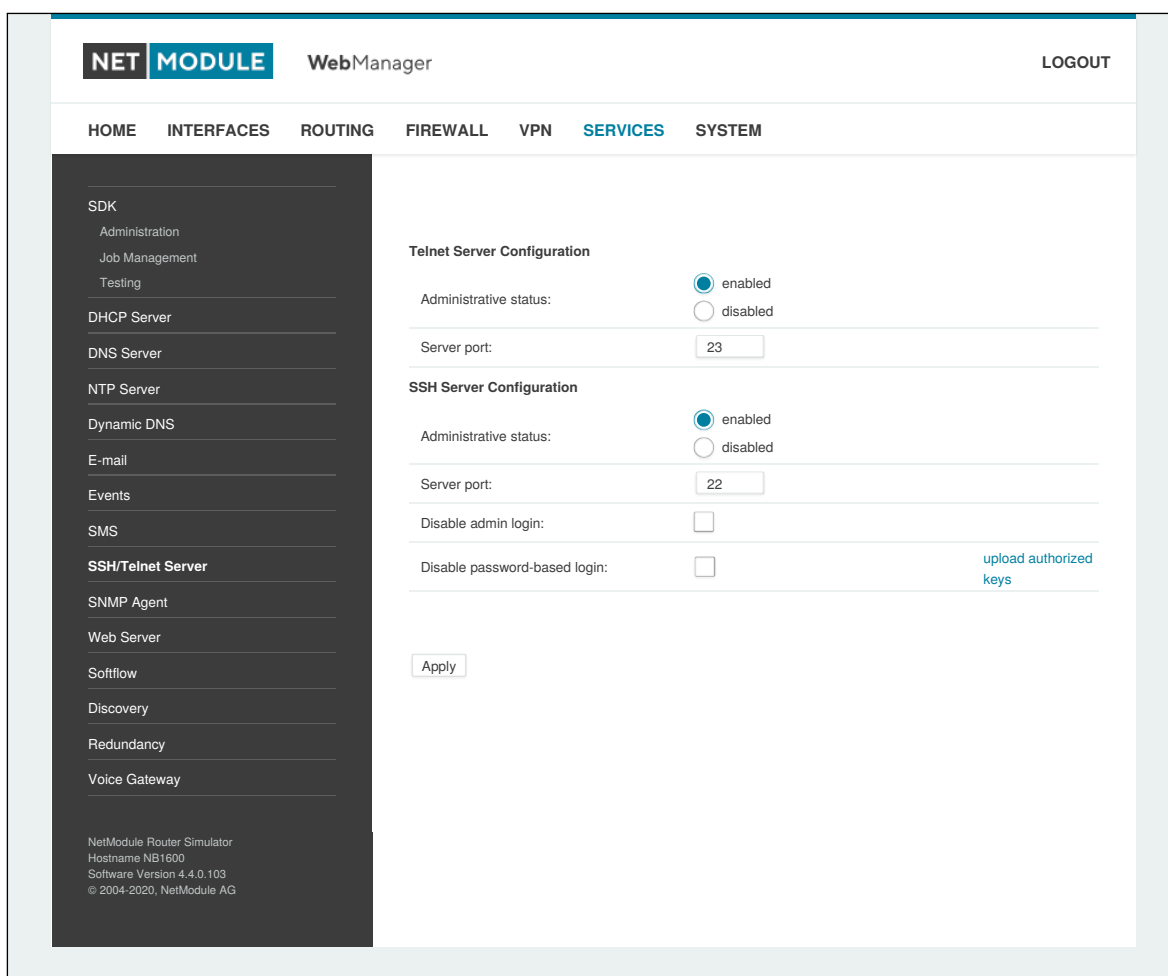 NET MODULE WebManager LOGOUT
HOME INTERFACES ROUTING FIREWALL VPN SERVICES SYSTEM
SDK
Administration
Job Management
Testing
DHCP Server
DNS Server
NTP Server
Dynamic DNS
E-mail
Events
SMS
SSH/Telnet Server
SNMP Agent
Web Server
Softflow
Discovery
Redundancy
Voice Gateway
NetModule Router Simulator
Hostname NB1600
Software Version 4.4.0.103
© 2004-2020, NetModule AG
Telnet Server Configuration
Administrative status:
enabled
disabled
Server port: 23
SSH Server Configuration
Administrative status:
enabled
disabled
Server port: 22
Disable admin login:
Disable password-based login:
upload authorized
keys
Apply